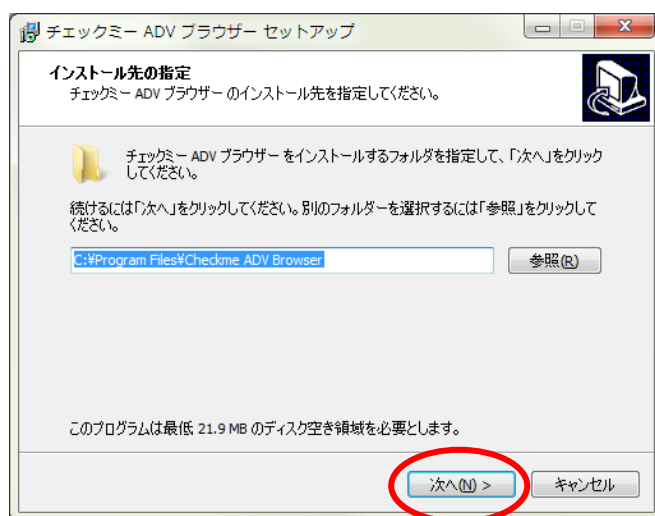 チェックミー ADV ブラウザー セットアップ
インストール先の指定
チェックミー ADV ブラウザー のインストール先を指定してください。
チェックミー ADV ブラウザー をインストールするフォルダを指定して、「次へ」をクリック
してください。
続けるには「次へ」をクリックしてください。別のフォルダーを選択するには「参照」をクリックして
ください。
C:¥Program Files¥Checkme ADV Browser
参照(R)
このプログラムは最低 21.9 MB のディスク空き領域を必要とします。
次へ(N) >
キャンセル